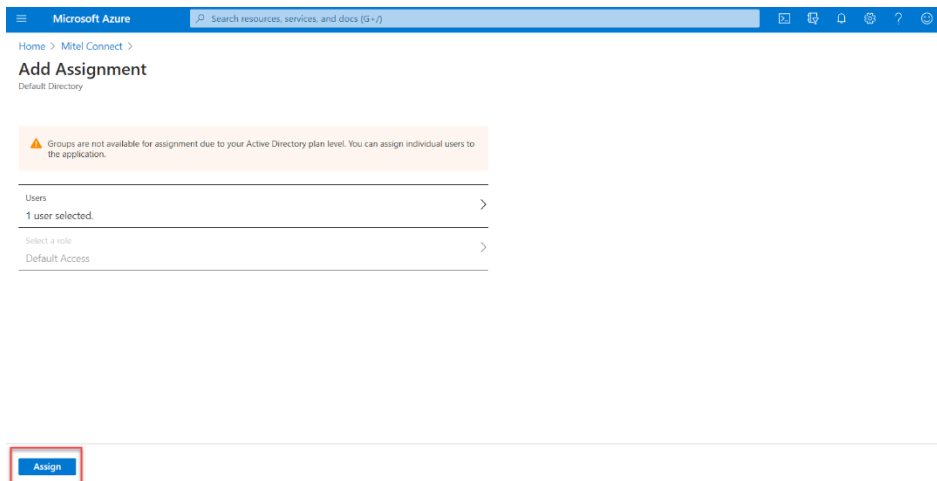 Microsoft Azure
Search resources, services, and docs (G+/)
Home > Mitel Connect >
Add Assignment
Default Directory
Groups are not available for assignment due to your Active Directory plan level. You can assign individual users to
the application.
Users
1 user selected.
Select a role
Default Access
Assign